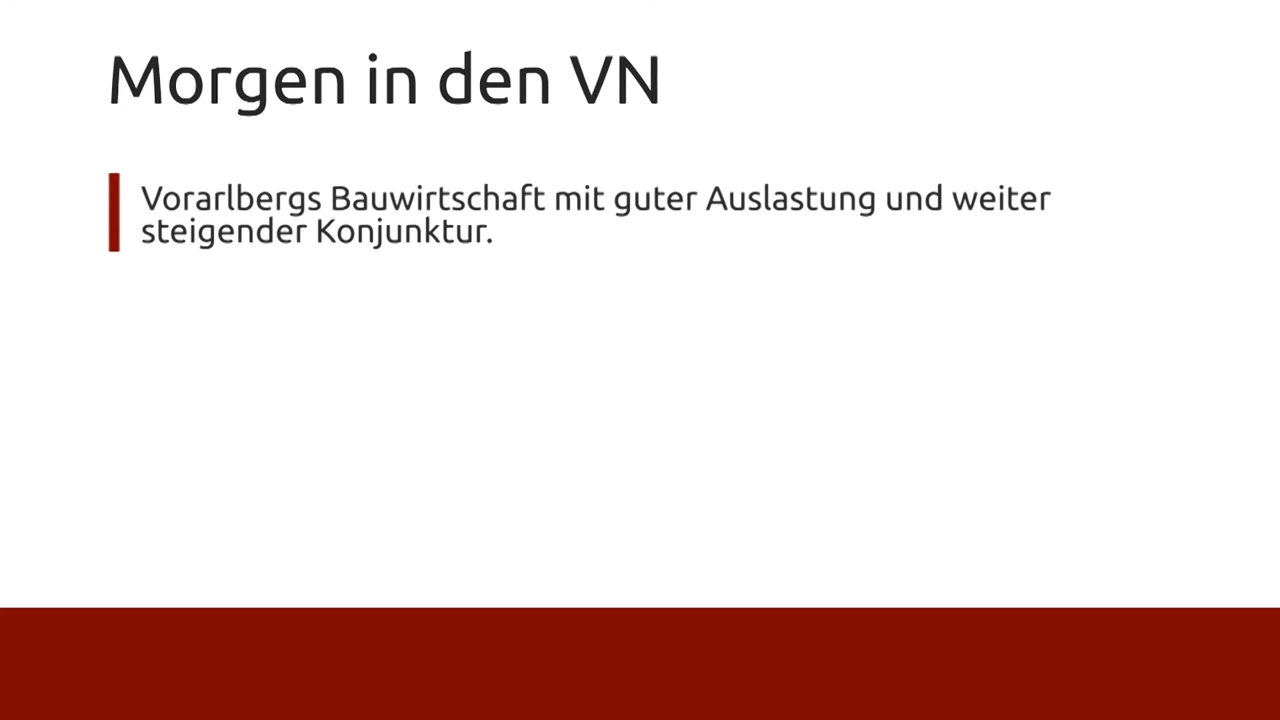 Morgen in den VN
Vorarlbergs Bauwirtschaft mit guter Auslastung und weiter
steigender Konjunktur.